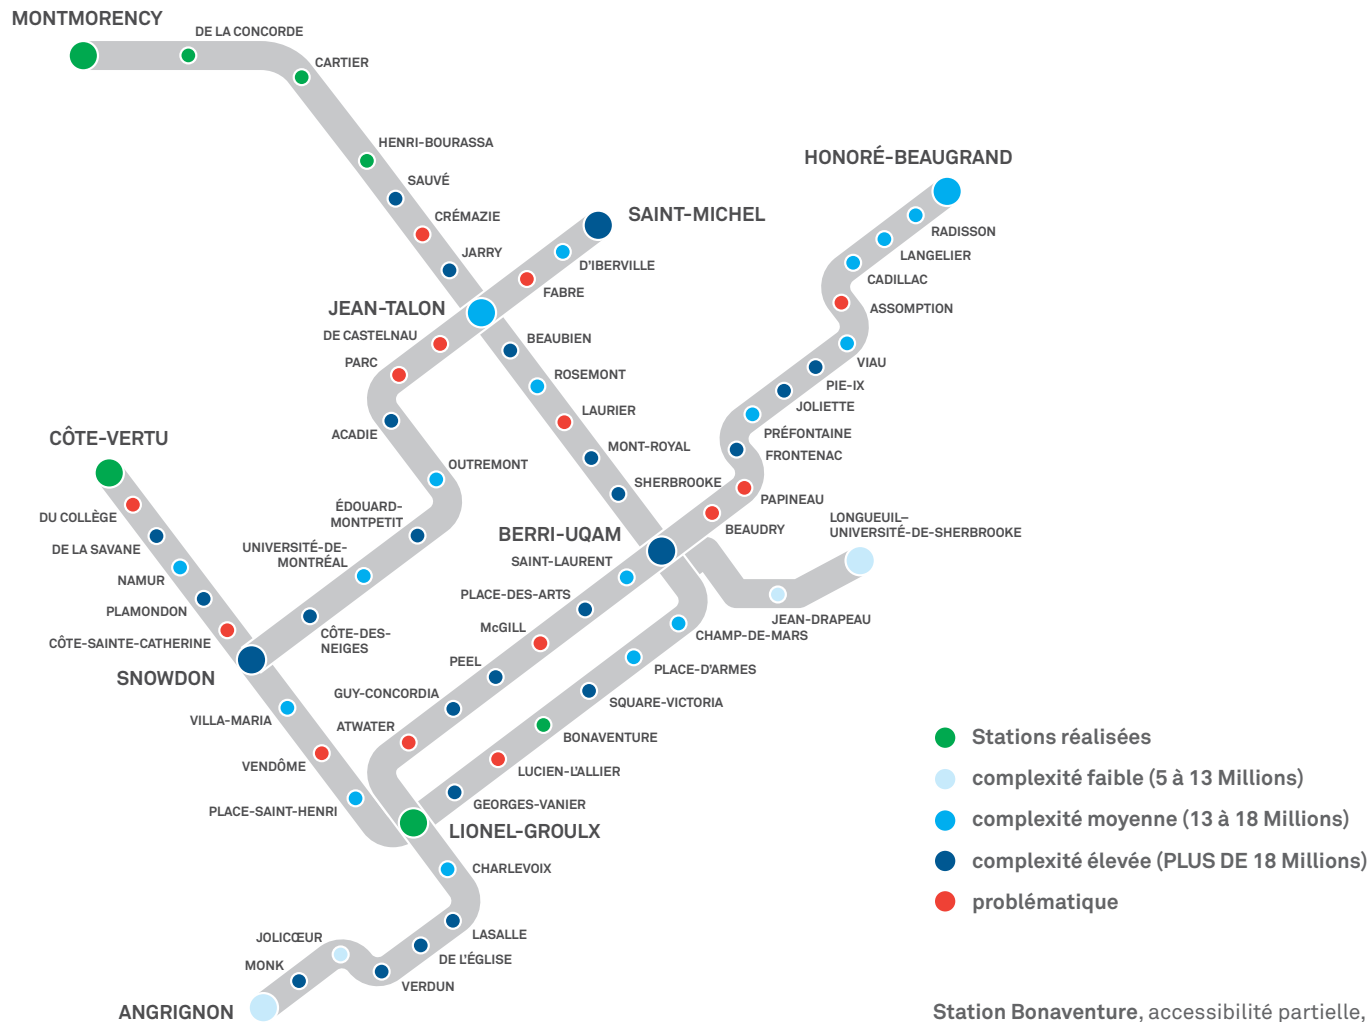 MONTMORENCY
DE LA CONCORDE
CARTIER
HENRI-BOURASSA
SAUVÉ
CRÉMAZIE
JARRY
HONORÉ-BEAUGRAND
RADISSON
LANGELIER
CADILLAC
ASSOMPTION
VIAU
PIE-IX
JOLIETTE
PRÉFONTAINE
FRONTENAC
PAPINEAU
BEAUDRY
SAINT-MICHEL
D'IBERVILLE
FABRE
JEAN-TALON
DE CASTELNAU
PARC
ACADIE
OUTREMONT
ÉDOUARD-
MONTPETIT
UNIVERSITÉ-DE-
MONTRÉAL
CÔTE-DES-
NEIGES
BEAUBIEN
ROSEMONT
LAURIER
MONT-ROYAL
SHERBROOKE
BERRI-UQAM
LONGUEUIL–
UNIVERSITÉ-DE-SHERBROOKE
JEAN-DRAPEAU
CÔTE-VERTU
DU COLLÈGE
DE LA SAVANE
NAMUR
PLAMONDON
CÔTE-SAINTE-CATHERINE
SNOWDON
VILLA-MARIA
VENDÔME
PLACE-SAINT-HENRI
SAINT-LAURENT
PLACE-DES-ARTS
McGILL
PEEL
GUY-CONCORDIA
ATWATER
CHAMP-DE-MARS
PLACE-D'ARMES
SQUARE-VICTORIA
BONAVENTURE
LUCIEN-L'ALLIER
GEORGES-VANIER
LIONEL-GROULX
CHARLEVOIX
LASALLE
DE L'ÉGLISE
VERDUN
JOLICŒUR
MONK
ANGRIGNON
Stations réalisées
complexité faible (5 à 13 Millions)
complexité moyenne (13 à 18 Millions)
complexité élevée (PLUS DE 18 Millions)
problématique
Station Bonaventure, accessibilité partielle,